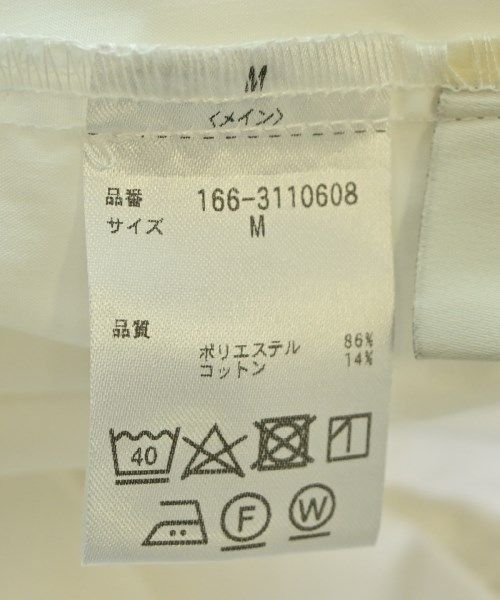 M
〈メイン〉
品番 166-3110608
サイズ M
品質
ポリエステル 86%
コットン 14%
40
F
W